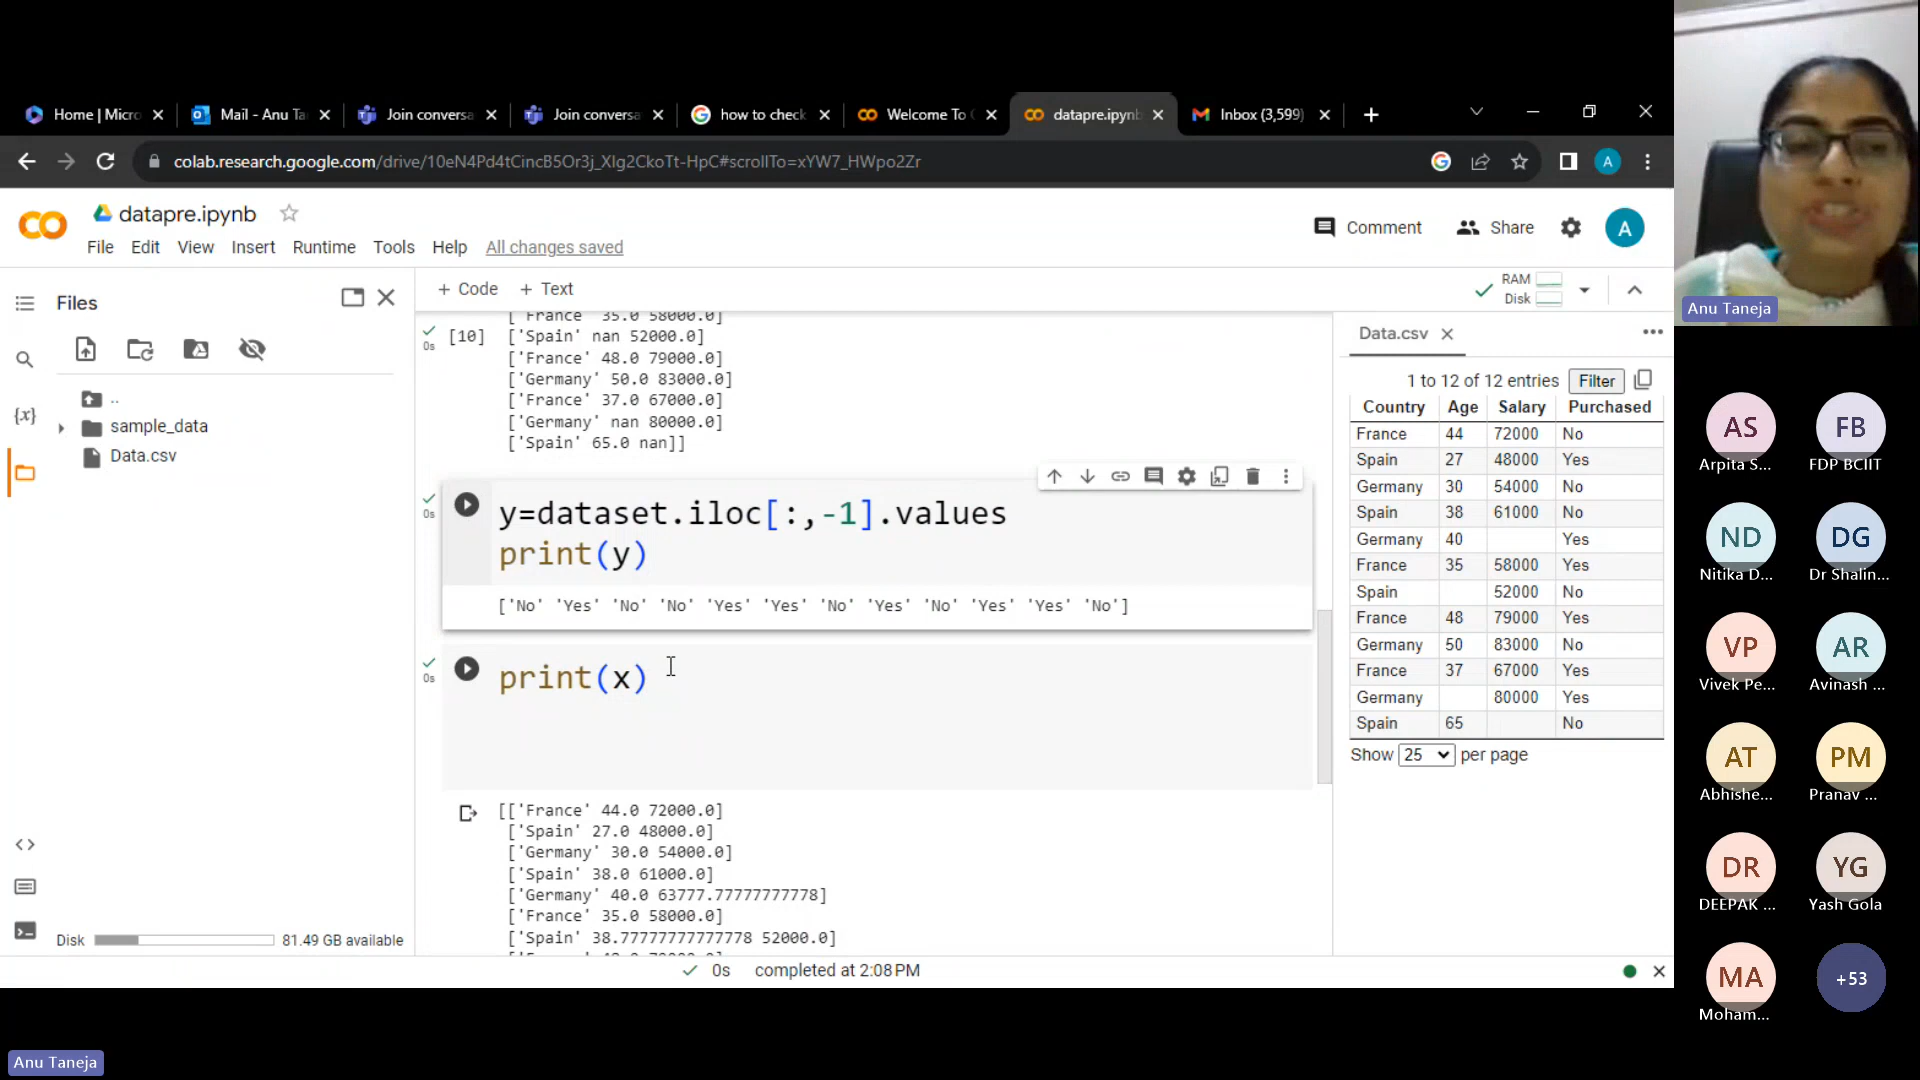 Home | Micro
Mail - Anu Ta
Join conversa
Join conversa
how to check
Welcome To C
datapre.ipynb
Inbox (3,599)
colab.research.google.com/drive/10eN4Pd4tCincB5Or3j_XIg2CkoTt-HpC#scrollTo=xYW7_HWpo2Zr
A
datapre.ipynb
File Edit View Insert Runtime Tools Help All changes saved
Comment
Share
A
Files
+ Code + Text
RAM
Disk
..
sample_data
Data.csv
{x}
Disk 81.49 GB available
0s
[10]
['France' 35.0 58000.0]
['Spain' nan 52000.0]
['France' 48.0 79000.0]
['Germany' 50.0 83000.0]
['France' 37.0 67000.0]
['Germany' nan 80000.0]
['Spain' 65.0 nan]]
0s
y=dataset.iloc[:,-1].values
print(y)
['No' 'Yes' 'No' 'No' 'Yes' 'Yes' 'No' 'Yes' 'No' 'Yes' 'Yes' 'No']
0s
print(x)
[['France' 44.0 72000.0]
['Spain' 27.0 48000.0]
['Germany' 30.0 54000.0]
['Spain' 38.0 61000.0]
['Germany' 40.0 63777.77777777778]
['France' 35.0 58000.0]
['Spain' 38.77777777777778 52000.0]
0s completed at 2:08 PM
Data.csv
1 to 12 of 12 entries Filter
Country Age Salary Purchased
France 44 72000 No
Spain 27 48000 Yes
Germany 30 54000 No
Spain 38 61000 No
Germany 40 Yes
France 35 58000 Yes
Spain 52000 No
France 48 79000 Yes
Germany 50 83000 No
France 37 67000 Yes
Germany 80000 Yes
Spain 65 No
Show 25 per page
Anu Taneja
AS FB
Arpita S... FDP BCIIT
ND DG
Nitika D... Dr Shalin...
VP AR
Vivek Pe... Avinash ...
AT PM
Abhishe... Pranav ...
DR YG
DEEPAK ... Yash Gola
MA +53
Moham...
Anu Taneja